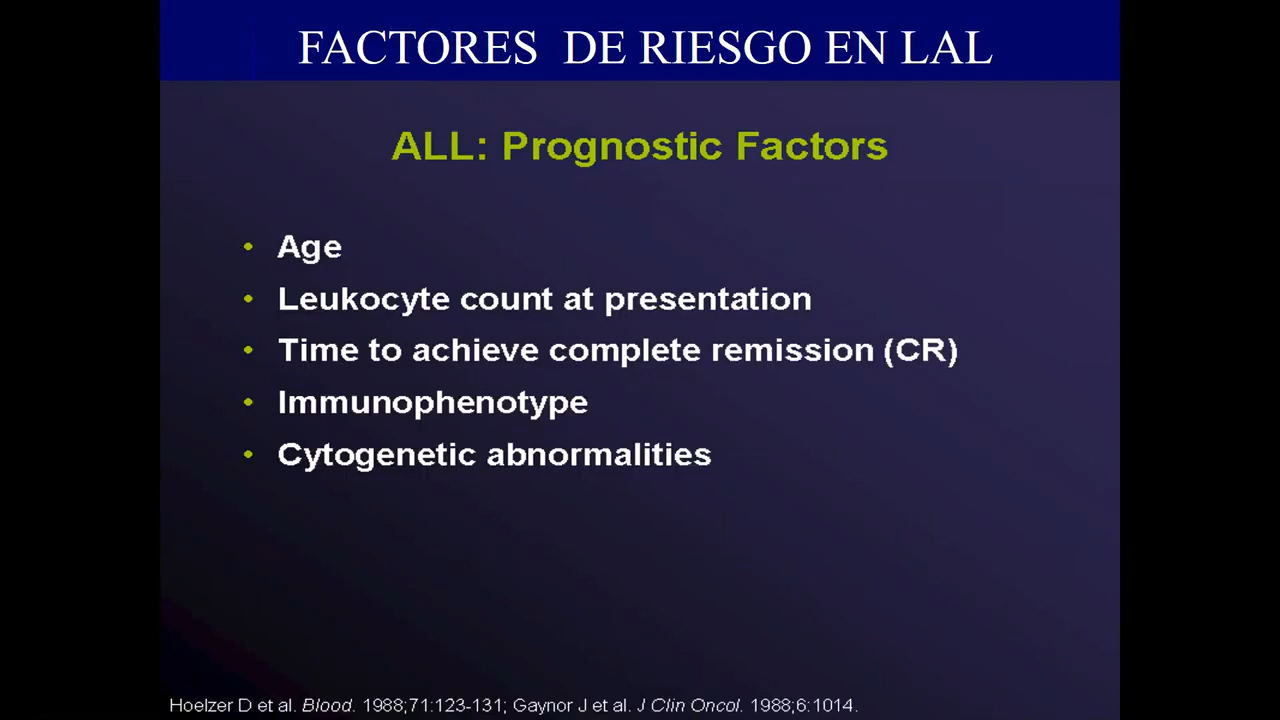 FACTORES DE RIESGO EN LAL
ALL: Prognostic Factors
• Age
• Leukocyte count at presentation
• Time to achieve complete remission (CR)
• Immunophenotype
• Cytogenetic abnormalities
Hoelzer D et al. Blood. 1988;71:123-131; Gaynor J et al. J Clin Oncol. 1988;6:1014.